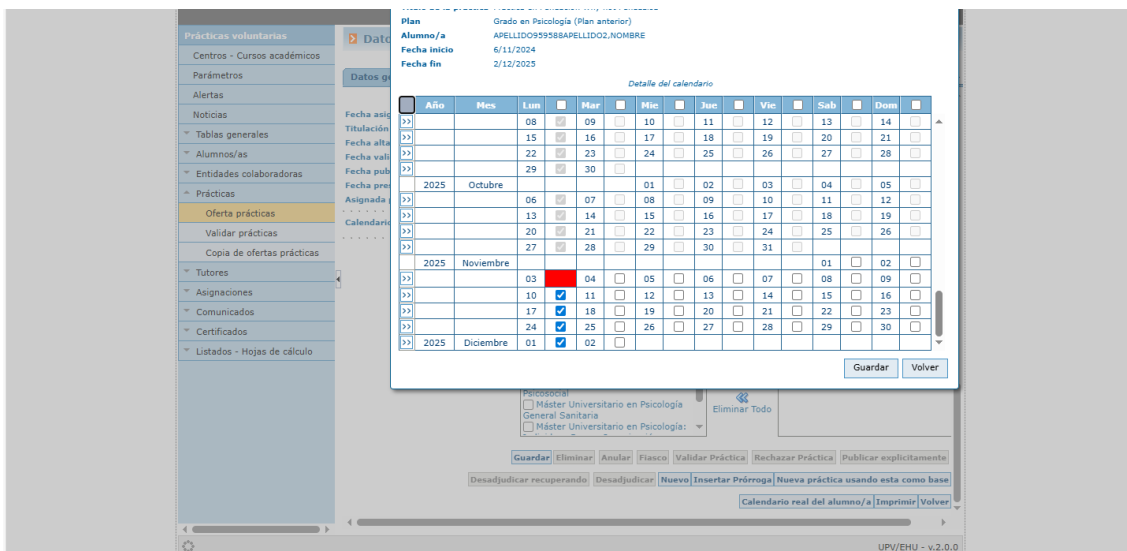 Plan Grado en Psicología (Plan anterior)
Alumno/a APELLIDO959588APELLIDO2,NOMBRE
Fecha inicio 6/11/2024
Fecha fin 2/12/2025
Detalle del calendario
Año Mes Lun Mar Mie Jue Vie Sab Dom
>> 08 09 10 11 12 13 14
>> 15 16 17 18 19 20 21
>> 22 23 24 25 26 27 28
>> 29 30
2025 Octubre 01 02 03 04 05
>> 06 07 08 09 10 11 12
>> 13 14 15 16 17 18 19
>> 20 21 22 23 24 25 26
>> 27 28 29 30 31
2025 Noviembre 01 02
>> 03 04 05 06 07 08 09
>> 10 11 12 13 14 15 16
>> 17 18 19 20 21 22 23
>> 24 25 26 27 28 29 30
>> 2025 Diciembre 01 02
Guardar Volver
Prácticas voluntarias
Centros - Cursos académicos
Parámetros
Alertas
Noticias
Tablas generales
Alumnos/as
Entidades colaboradoras
Prácticas
Oferta prácticas
Validar prácticas
Copia de ofertas prácticas
Tutores
Asignaciones
Comunicados
Certificados
Listados - Hojas de cálculo
Dato
Datos ge
Fecha asig
Titulación
Fecha alta
Fecha vali
Fecha pub
Fecha pres
Asignada
Calendario
Psicosocial
Máster Universitario en Psicología
General Sanitaria
Máster Universitario en Psicología:
Eliminar Todo
Guardar Eliminar Anular Fiasco Validar Práctica Rechazar Práctica Publicar explícitamente
Desadjudicar recuperando Desadjudicar Nuevo Insertar Prórroga Nueva práctica usando esta como base
Calendario real del alumno/a Imprimir Volver
UPV/EHU - v.2.0.0